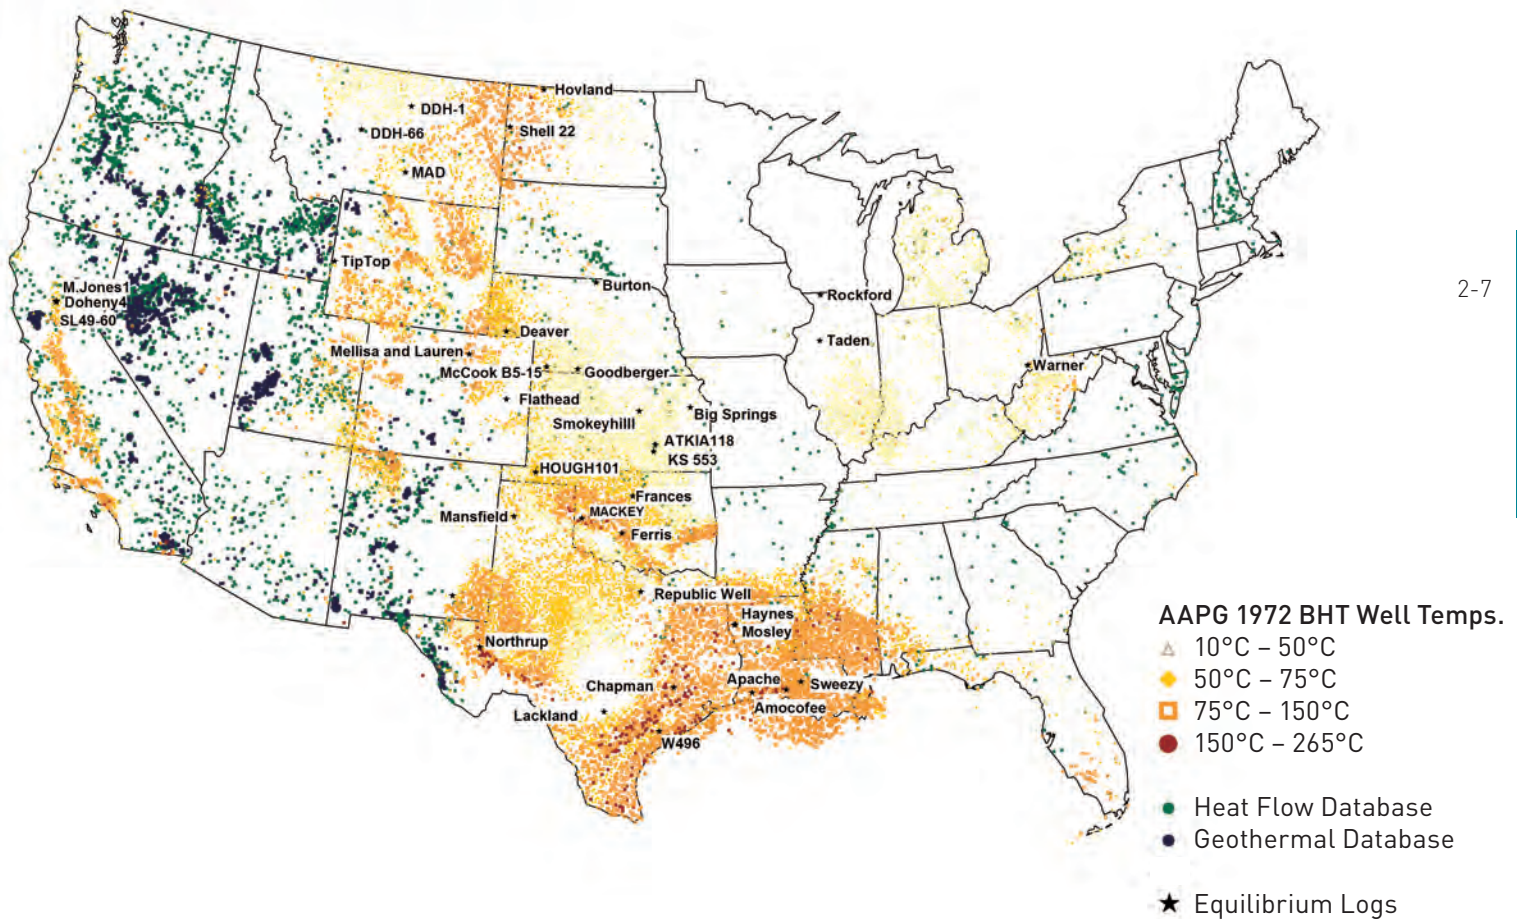 Hovland
DDH-1
DDH-66
Shell 22
MAD
TipTop
M.Jones1
Doheny4
SL49-60
Burton
Rockford
Deaver
Taden
Mellisa and Lauren
McCook B5-15
Goodberger
Warner
Flathead
Smokeyhilll
Big Springs
ATKIA118
KS 553
HOUGH101
Frances
Mansfield
MACKEY
Ferris
Republic Well
Haynes
Mosley
Northrup
Chapman
Apache
Sweezy
Amocofee
Lackland
W496
2-7
AAPG 1972 BHT Well Temps.
10°C – 50°C
50°C – 75°C
75°C – 150°C
150°C – 265°C
Heat Flow Database
Geothermal Database
Equilibrium Logs